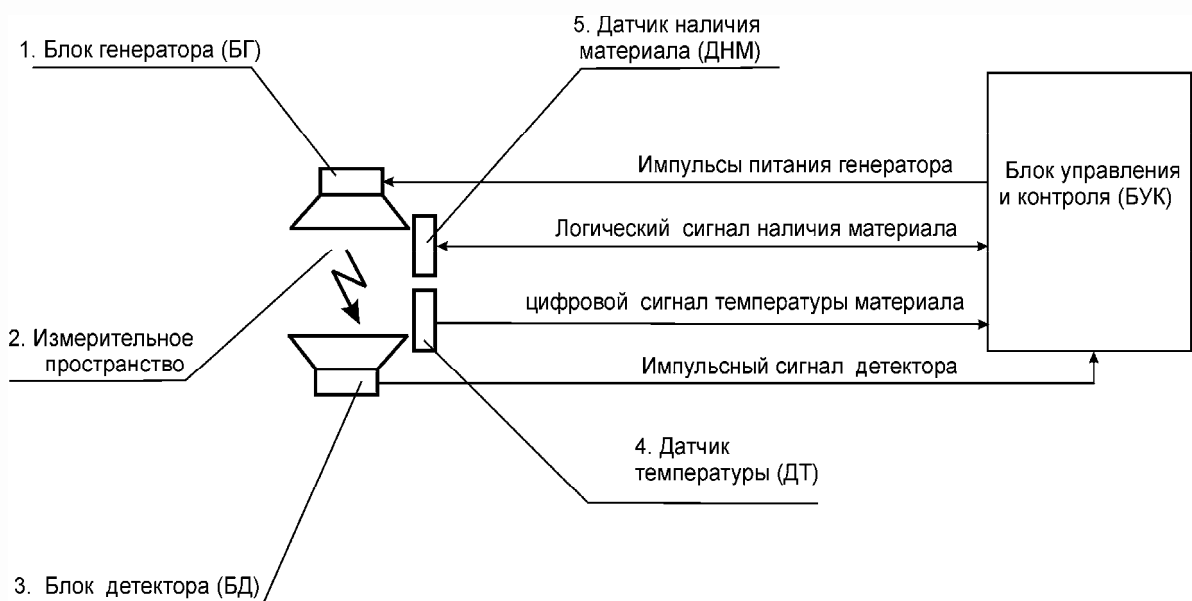 5. Датчик наличия
материала (ДНМ)
1. Блок генератора (БГ)
Импульсы питания генератора
Блок управления
и контроля (БУК)
Логический сигнал наличия материала
цифровой сигнал температуры материала
2. Измерительное
пространство
Импульсный сигнал детектора
4. Датчик
температуры (ДТ)
3. Блок детектора (БД)